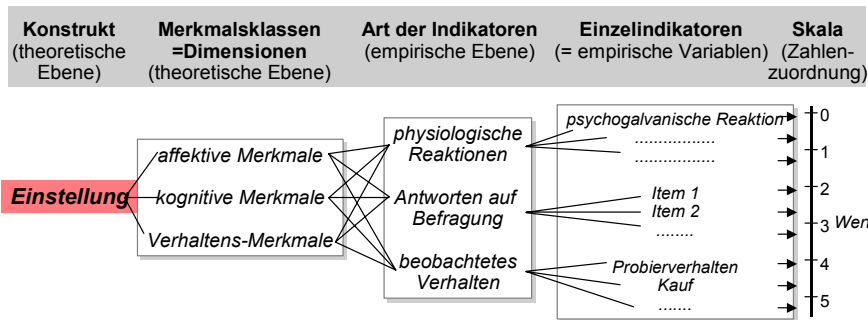 Konstrukt
(theoretische
Ebene)
Merkmalsklassen
=Dimensionen
(theoretische Ebene)
Art der Indikatoren
(empirische Ebene)
Einzelindikatoren
(= empirische Variablen)
Skala
(Zahlen-
zuordnung)
Einstellung
affektive Merkmale
kognitive Merkmale
Verhaltens-Merkmale
physiologische
Reaktionen
Antworten auf
Befragung
beobachtetes
Verhalten
psychogalvanische Reaktion
................
................
Item 1
Item 2
........
Probierverhalten
Kauf
.......
0
1
2
3 Wert
4
5